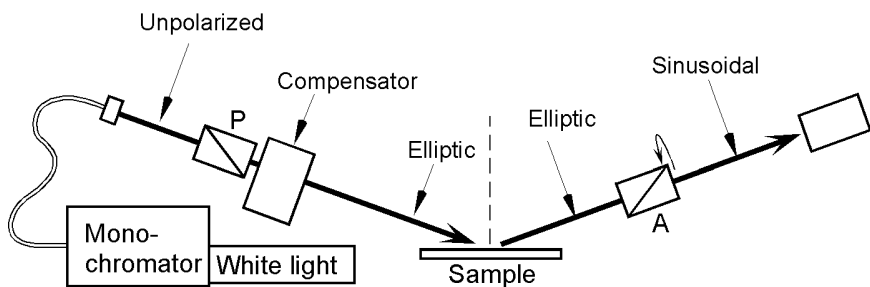 Unpolarized
Compensator
P
Elliptic
Elliptic
Sinusoidal
A
Mono-
chromator
White light
Sample